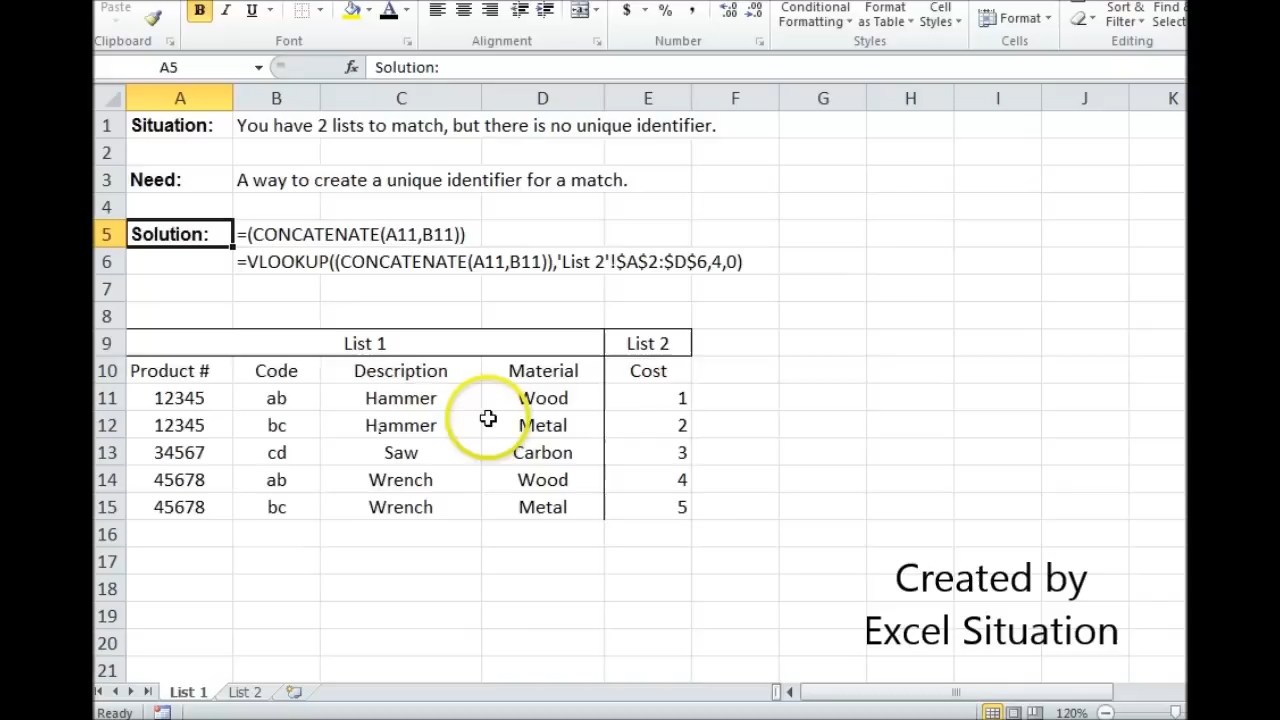 Paste
B I U
$ % ,
Conditional Format Cell
Formatting as Table Styles
Format
Sort & Find
Filter Select
Clipboard Font Alignment Number Styles Cells Editing
A5 fx Solution:
A B C D E F G H I J K
1 Situation: You have 2 lists to match, but there is no unique identifier.
2
3 Need: A way to create a unique identifier for a match.
4
5 Solution: =(CONCATENATE(A11,B11))
6 =VLOOKUP((CONCATENATE(A11,B11)),'List 2'!$A$2:$D$6,4,0)
7
8
9 List 1 List 2
10 Product # Code Description Material Cost
11 12345 ab Hammer Wood 1
12 12345 bc Hammer Metal 2
13 34567 cd Saw Carbon 3
14 45678 ab Wrench Wood 4
15 45678 bc Wrench Metal 5
16
17
18
19
20
21
Created by
Excel Situation
List 1 List 2
Ready 120%